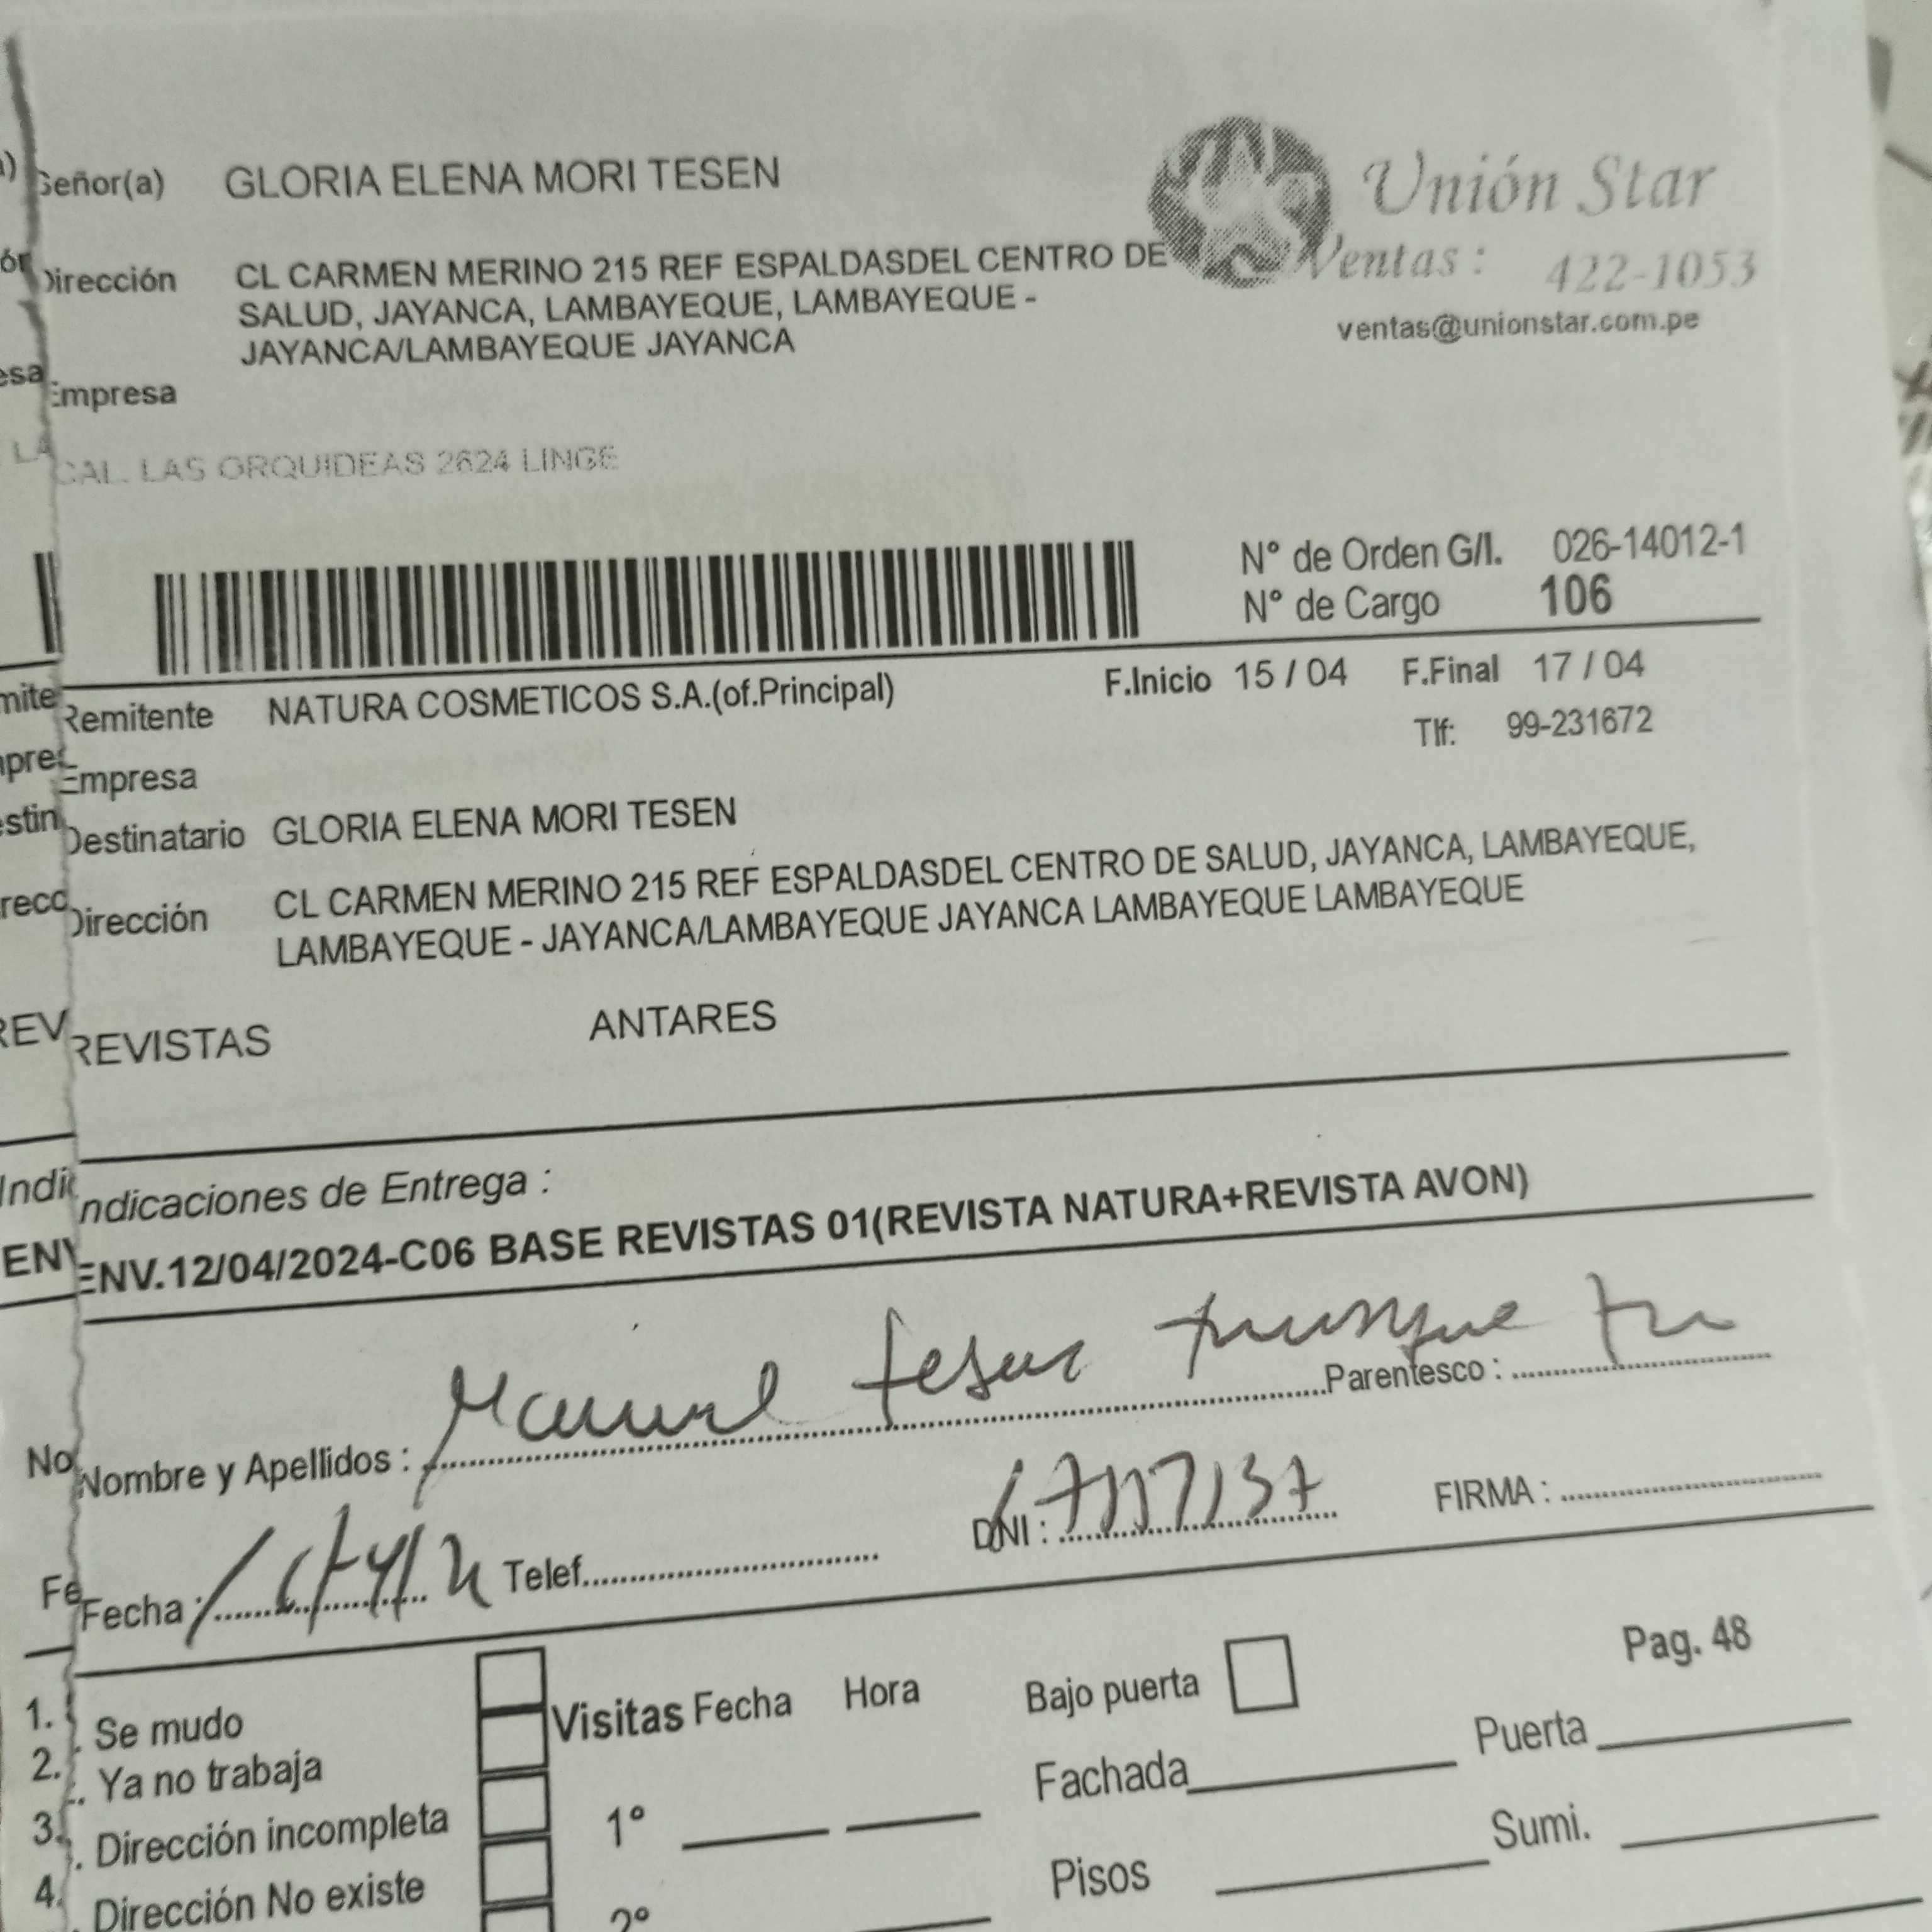 Señor(a) GLORIA ELENA MORI TESEN
Unión Star
Ventas : 422-1053
ventas@unionstar.com.pe
Dirección CL CARMEN MERINO 215 REF ESPALDASDEL CENTRO DE
SALUD, JAYANCA, LAMBAYEQUE, LAMBAYEQUE -
JAYANCA/LAMBAYEQUE JAYANCA
Empresa
CAL. LAS ORQUIDEAS 2624 LINCE
N° de Orden G/I. 026-14012-1
N° de Cargo 106
Remitente NATURA COSMETICOS S.A.(of.Principal) F.Inicio 15 / 04 F.Final 17 / 04
Tlf: 99-231672
Empresa
Destinatario GLORIA ELENA MORI TESEN
Dirección CL CARMEN MERINO 215 REF ESPALDASDEL CENTRO DE SALUD, JAYANCA, LAMBAYEQUE,
LAMBAYEQUE - JAYANCA/LAMBAYEQUE JAYANCA LAMBAYEQUE LAMBAYEQUE
REVISTAS ANTARES
Indicaciones de Entrega :
ENV.12/04/2024-C06 BASE REVISTAS 01(REVISTA NATURA+REVISTA AVON)
Nombre y Apellidos : Manuel Parentesco :
Fecha : Telef. DNI : FIRMA :
Pag. 48
1. Se mudo
2. Ya no trabaja
3. Dirección incompleta
4. Dirección No existe
Visitas Fecha Hora
1°
2°
Bajo puerta
Fachada Puerta
Pisos Sumi.